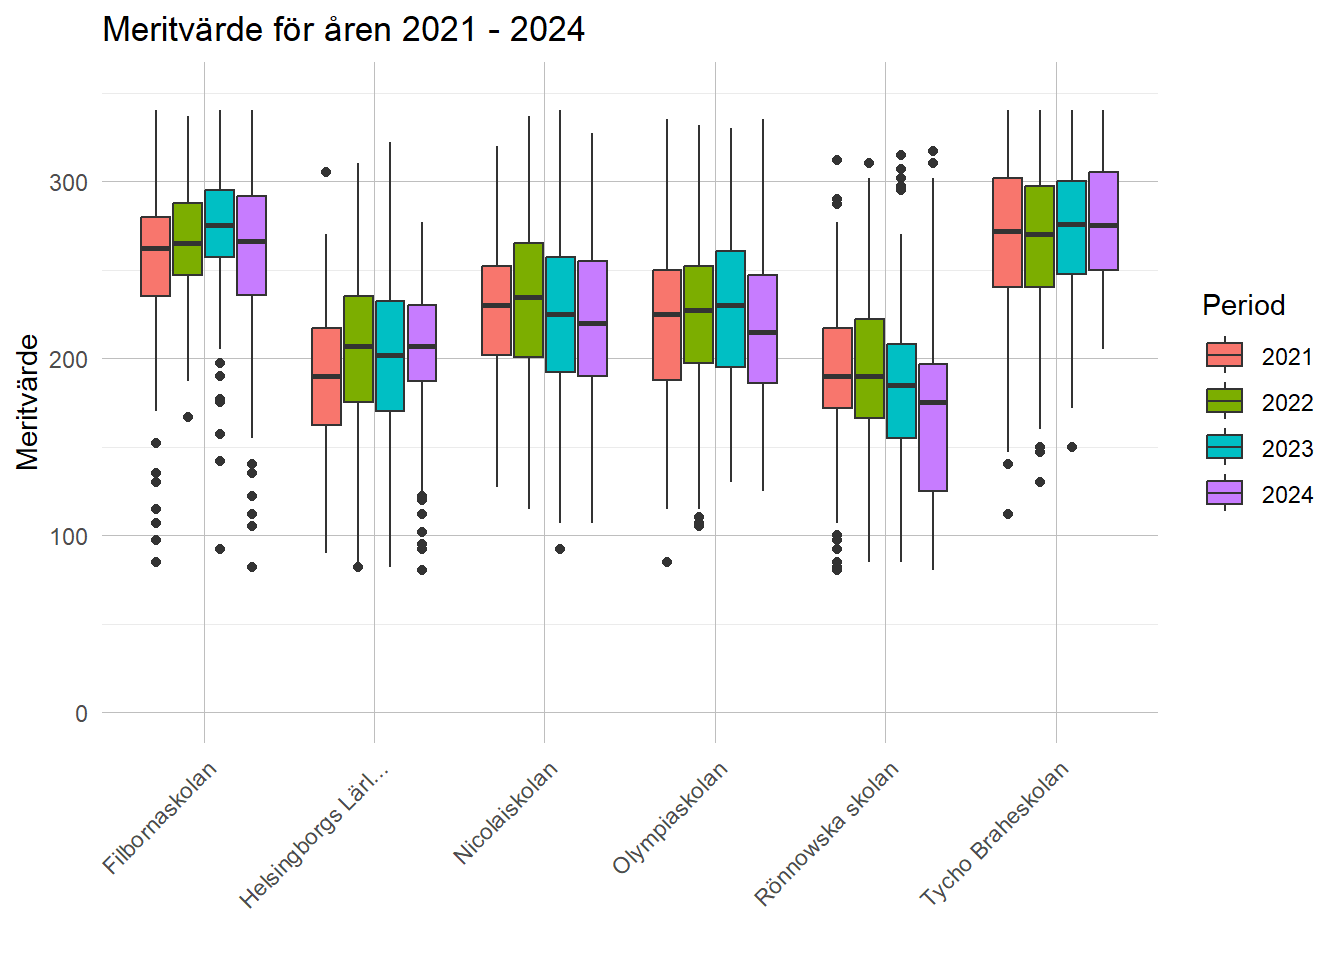 Meritvärde för åren 2021 - 2024
Meritvärde
300
200
100
0
Filbornaskolan
Helsingborgs Lärl...
Nicolaiskolan
Olympiaskolan
Rönnowska skolan
Tycho Braheskolan
Period
2021
2022
2023
2024